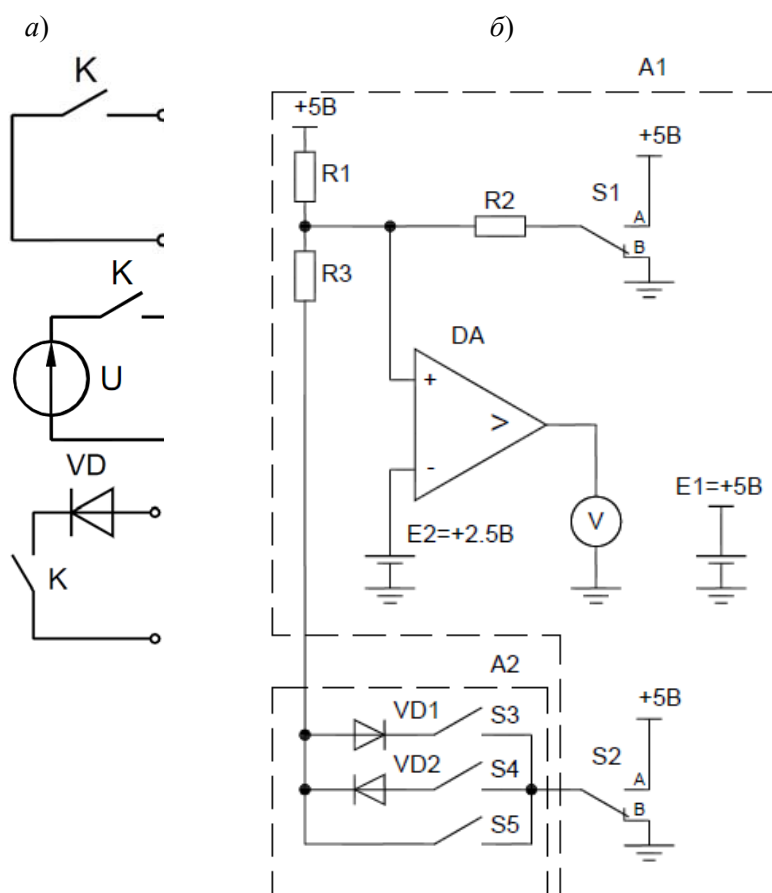 а)
б)
K
K
U
VD
K
A1
+5В
R1
R2
S1
+5В
A
B
R3
DA
+
>
-
E2=+2.5В
V
E1=+5В
A2
VD1
S3
VD2
S4
S5
+5В
S2
A
B